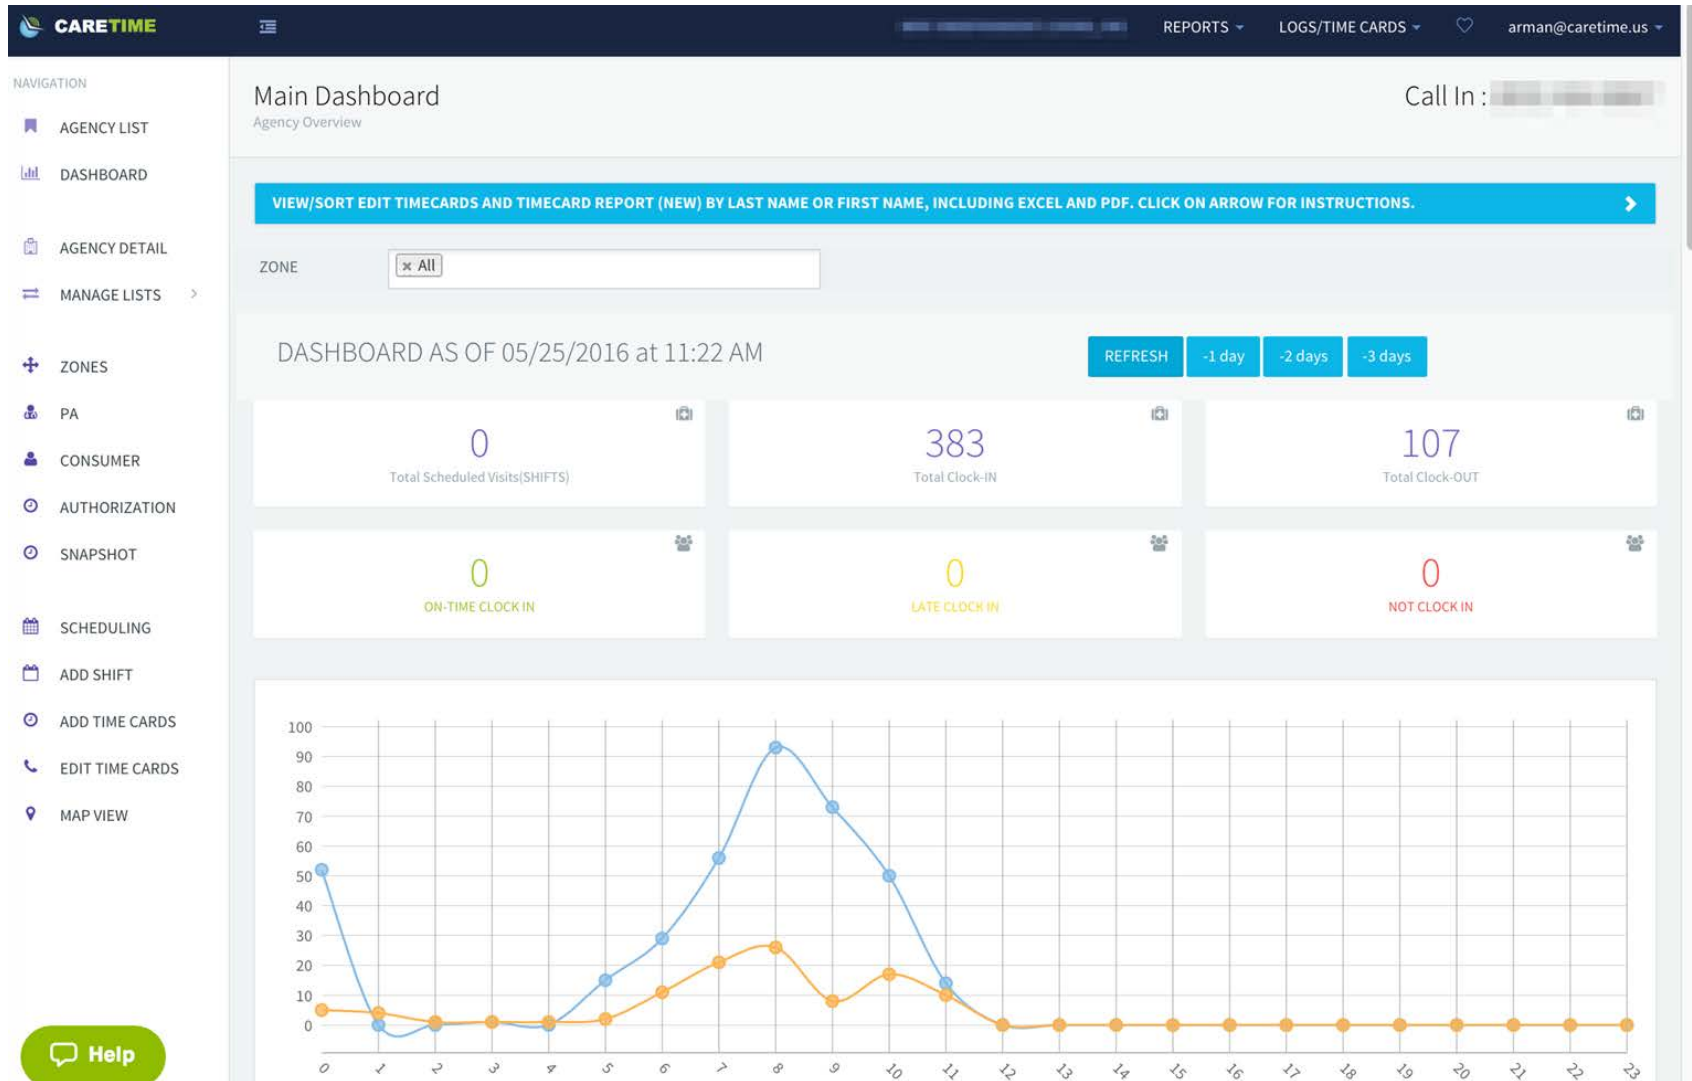 CARETIME
REPORTS
LOGS/TIME CARDS
arman@caretime.us
NAVIGATION
AGENCY LIST
DASHBOARD
AGENCY DETAIL
MANAGE LISTS
ZONES
PA
CONSUMER
AUTHORIZATION
SNAPSHOT
SCHEDULING
ADD SHIFT
ADD TIME CARDS
EDIT TIME CARDS
MAP VIEW
Help
Main Dashboard
Agency Overview
Call In :
VIEW/SORT EDIT TIMECARDS AND TIMECARD REPORT (NEW) BY LAST NAME OR FIRST NAME, INCLUDING EXCEL AND PDF. CLICK ON ARROW FOR INSTRUCTIONS.
ZONE
× All
DASHBOARD AS OF 05/25/2016 at 11:22 AM
REFRESH
-1 day
-2 days
-3 days
0
Total Scheduled Visits(SHIFTS)
383
Total Clock-IN
107
Total Clock-OUT
0
ON-TIME CLOCK IN
0
LATE CLOCK IN
0
NOT CLOCK IN
100
90
80
70
60
50
40
30
20
10
0
0 1 2 3 4 5 6 7 8 9 10 11 12 13 14 15 16 17 18 19 20 21 22 23